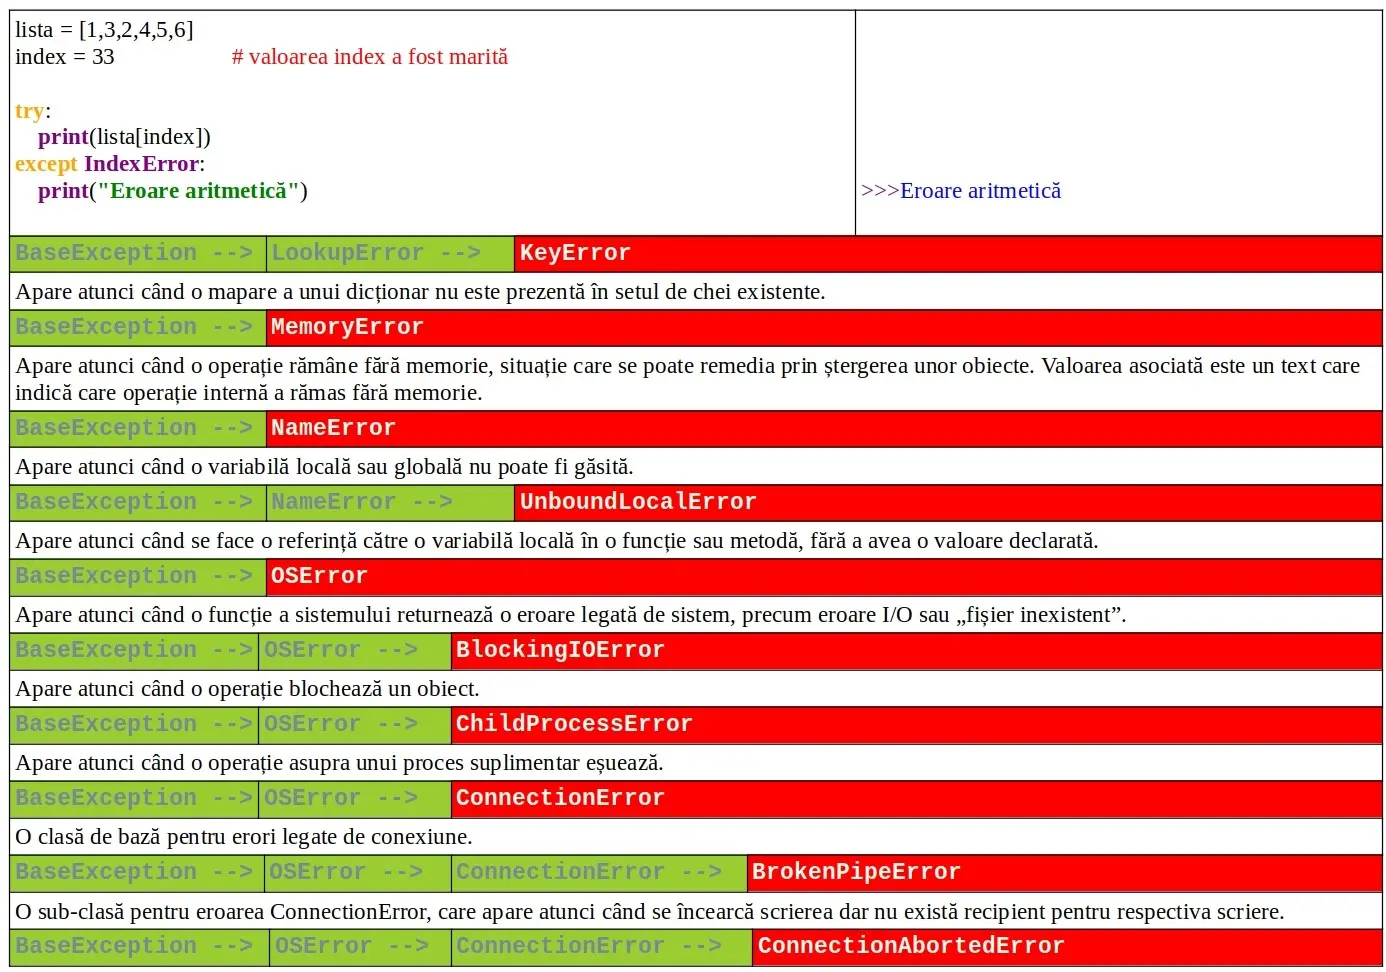 lista = [1,3,2,4,5,6]
index = 33 # valoarea index a fost marită
try:
print(lista[index])
except IndexError:
print("Eroare aritmetică")
>>>Eroare aritmetică
BaseException --> LookupError --> KeyError
Apare atunci când o mapare a unui dicționar nu este prezentă în setul de chei existente.
BaseException --> MemoryError
Apare atunci când o operație rămâne fără memorie, situație care se poate remedia prin ștergerea unor obiecte. Valoarea asociată este un text care
indică care operație internă a rămas fără memorie.
BaseException --> NameError
Apare atunci când o variabilă locală sau globală nu poate fi găsită.
BaseException --> NameError --> UnboundLocalError
Apare atunci când se face o referință către o variabilă locală în o funcție sau metodă, fără a avea o valoare declarată.
BaseException --> OSError
Apare atunci când o funcție a sistemului returnează o eroare legată de sistem, precum eroare I/O sau „fișier inexistent”.
BaseException --> OSError --> BlockingIOError
Apare atunci când o operație blochează un obiect.
BaseException --> OSError --> ChildProcessError
Apare atunci când o operație asupra unui proces suplimentar eșuează.
BaseException --> OSError --> ConnectionError
O clasă de bază pentru erori legate de conexiune.
BaseException --> OSError --> ConnectionError --> BrokenPipeError
O sub-clasă pentru eroarea ConnectionError, care apare atunci când se încearcă scrierea dar nu există recipient pentru respectiva scriere.
BaseException --> OSError --> ConnectionError --> ConnectionAbortedError